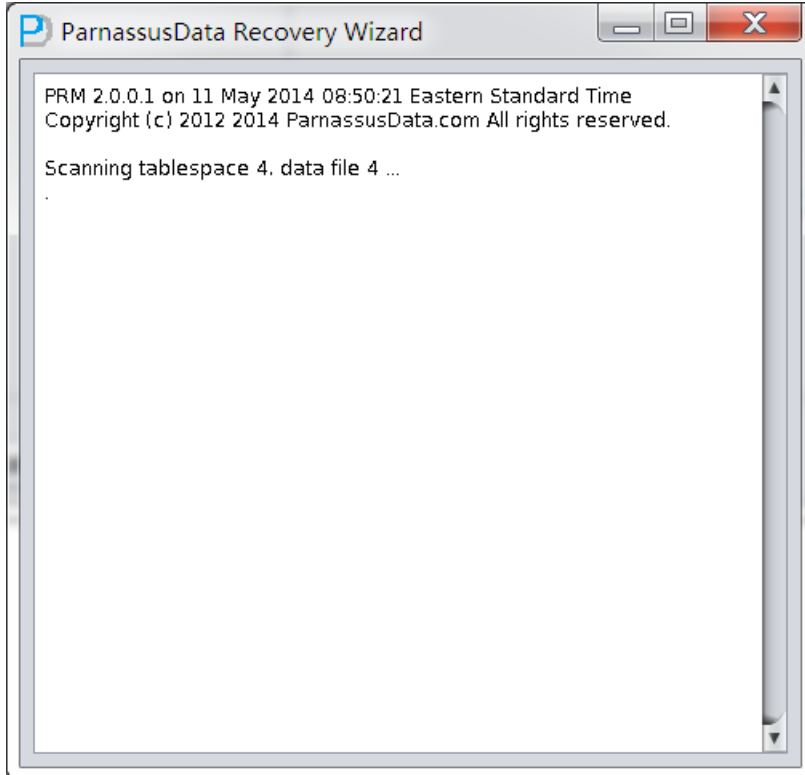 ParnassusData Recovery Wizard
PRM 2.0.0.1 on 11 May 2014 08:50:21 Eastern Standard Time
Copyright (c) 2012 2014 ParnassusData.com All rights reserved.
Scanning tablespace 4. data file 4 ...
.